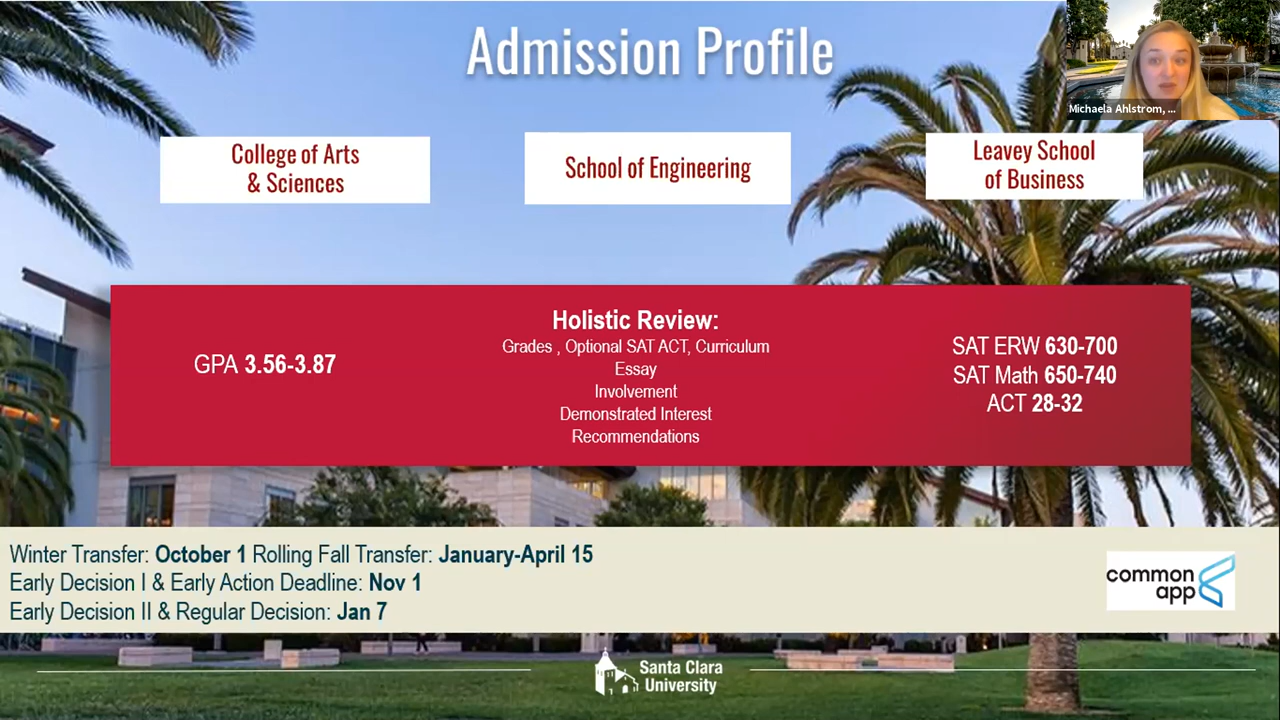 Admission Profile
Michaela Ahlstrom, ...
College of Arts
& Sciences
School of Engineering
Leavey School
of Business
GPA 3.56-3.87
Holistic Review:
Grades , Optional SAT ACT, Curriculum
Essay
Involvement
Demonstrated Interest
Recommendations
SAT ERW 630-700
SAT Math 650-740
ACT 28-32
Winter Transfer: October 1 Rolling Fall Transfer: January-April 15
Early Decision I & Early Action Deadline: Nov 1
Early Decision II & Regular Decision: Jan 7
common
app
Santa Clara
University